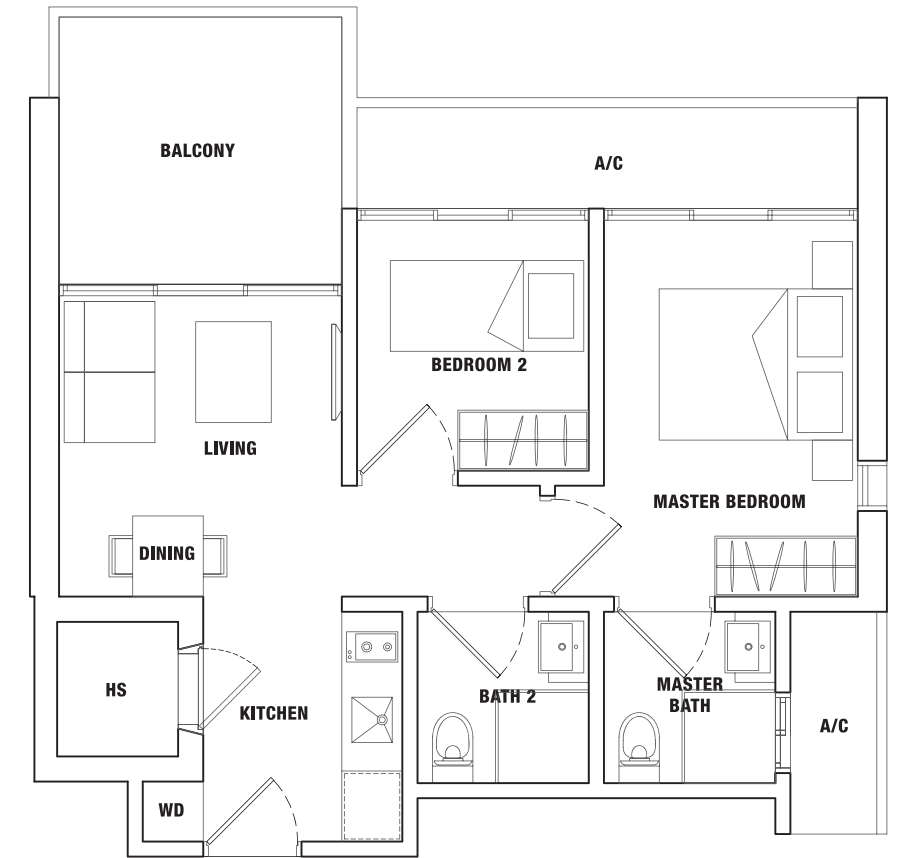 BALCONY
A/C
BEDROOM 2
LIVING
MASTER BEDROOM
DINING
HS
KITCHEN
BATH 2
MASTER
BATH
A/C
WD